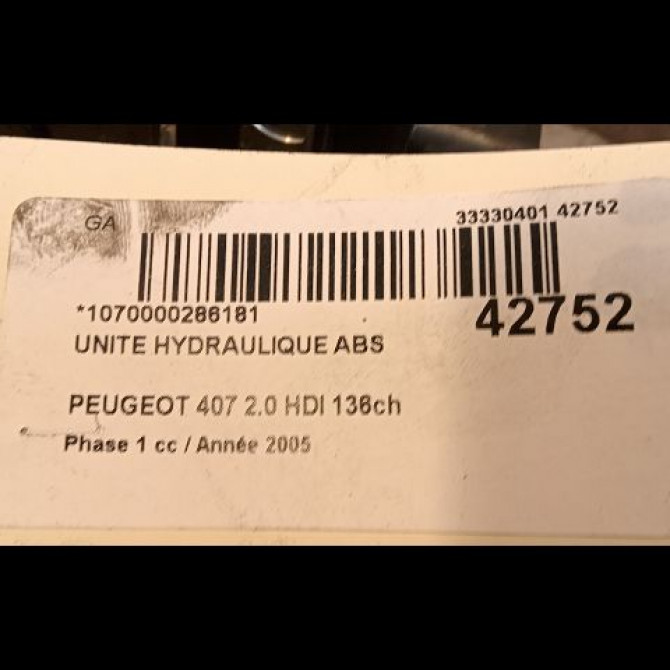 GA
33330401 42752
*1070000286181
42752
UNITE HYDRAULIQUE ABS
PEUGEOT 407 2.0 HDI 136ch
Phase 1 cc / Année 2005